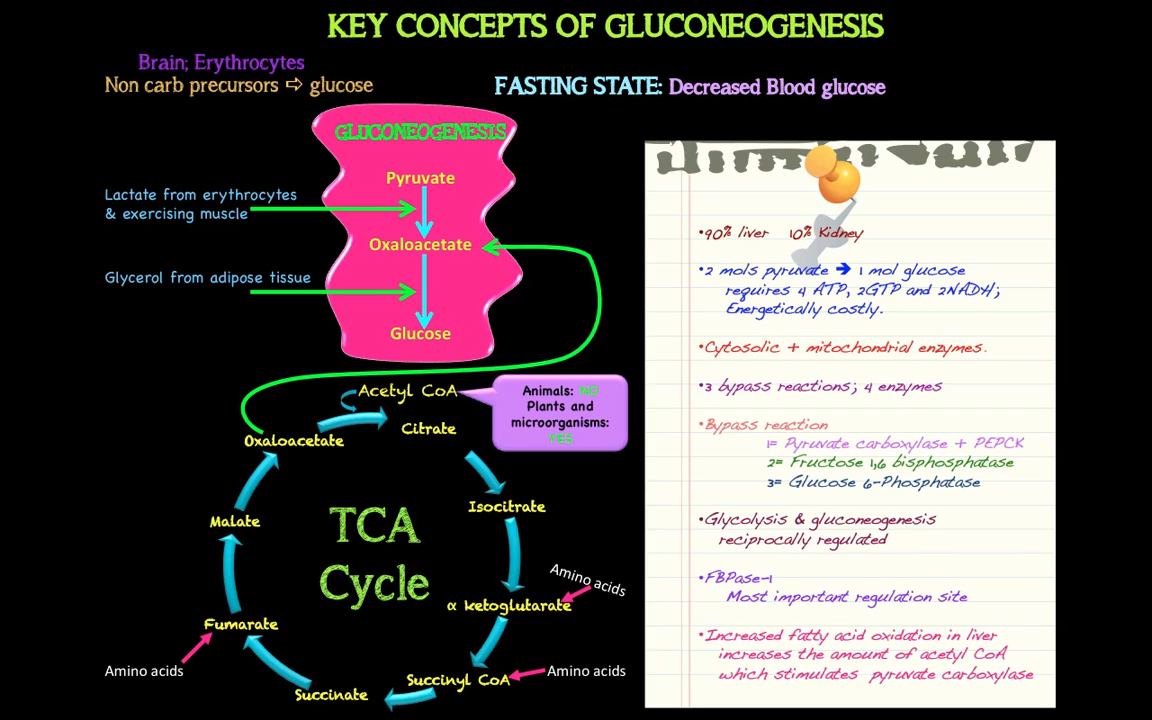 KEY CONCEPTS OF GLUCONEOGENESIS
Brain; Erythrocytes
Non carb precursors ⇨ glucose
FASTING STATE: Decreased Blood glucose
GLUCONEOGENESIS
Pyruvate
Lactate from erythrocytes
& exercising muscle
Oxaloacetate
Glycerol from adipose tissue
Glucose
Acetyl CoA
Animals: NO
Plants and
microorganisms:
YES
Citrate
Oxaloacetate
Isocitrate
Malate
TCA
Cycle
Amino acids
α ketoglutarate
Fumarate
Amino acids
Succinyl CoA
Amino acids
Succinate
•90% liver 10% Kidney
•2 mols pyruvate ➔ 1 mol glucose
requires 4 ATP, 2GTP and 2NADH;
Energetically costly.
•Cytosolic + mitochondrial enzymes.
•3 bypass reactions; 4 enzymes
•Bypass reaction
1= Pyruvate carboxylase + PEPCK
2= Fructose 1,6 bisphosphatase
3= Glucose 6-Phosphatase
•Glycolysis & gluconeogenesis
reciprocally regulated
•FBPase-1
Most important regulation site
•Increased fatty acid oxidation in liver
increases the amount of acetyl CoA
which stimulates pyruvate carboxylase